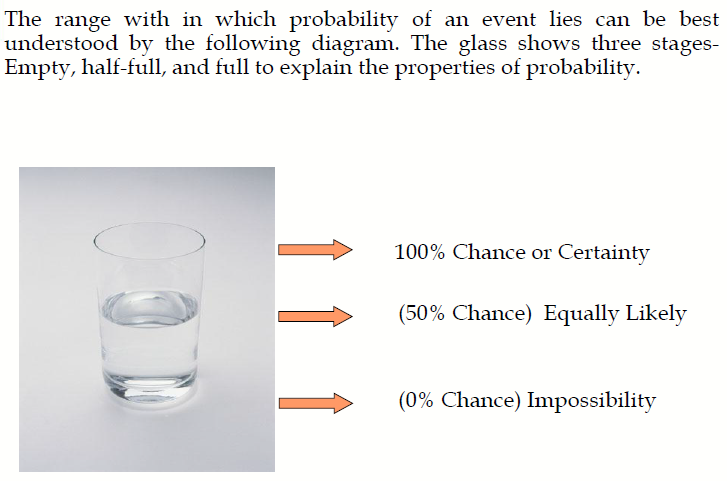 The range with in which probability of an event lies can be best
understood by the following diagram. The glass shows three stages-
Empty, half-full, and full to explain the properties of probability.
100% Chance or Certainty
(50% Chance) Equally Likely
(0% Chance) Impossibility